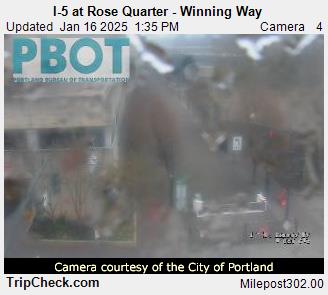 I-5 at Rose Quarter - Winning Way
Updated Jan 16 2025 1:35 PM Camera 4
PBOT
PORTLAND BUREAU OF TRANSPORTATION
Camera courtesy of the City of Portland
TripCheck.com Milepost302.00